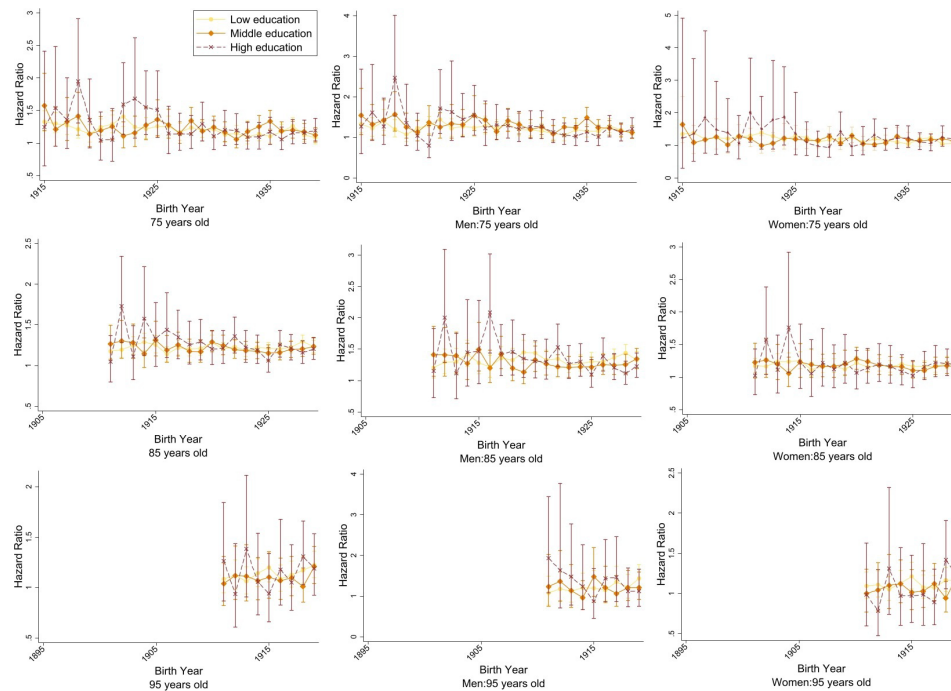 Low education
Middle education
High education
Hazard Ratio
.5
1
1.5
2
2.5
3
1915
1925
1935
Birth Year
75 years old
Hazard Ratio
0
1
2
3
4
1915
1925
1935
Birth Year
Men:75 years old
Hazard Ratio
0
1
2
3
4
5
1915
1925
1935
Birth Year
Women:75 years old
Hazard Ratio
.5
1
1.5
2
2.5
1905
1915
1925
Birth Year
85 years old
Hazard Ratio
.5
1
1.5
2
2.5
3
1905
1915
1925
Birth Year
Men:85 years old
Hazard Ratio
.5
1
1.5
2
2.5
3
1905
1915
1925
Birth Year
Women:85 years old
Hazard Ratio
.5
1
1.5
2
1895
1905
1915
Birth Year
95 years old
Hazard Ratio
0
1
2
3
4
1895
1905
1915
Birth Year
Men:95 years old
Hazard Ratio
.5
1
1.5
2
2.5
1895
1905
1915
Birth Year
Women:95 years old